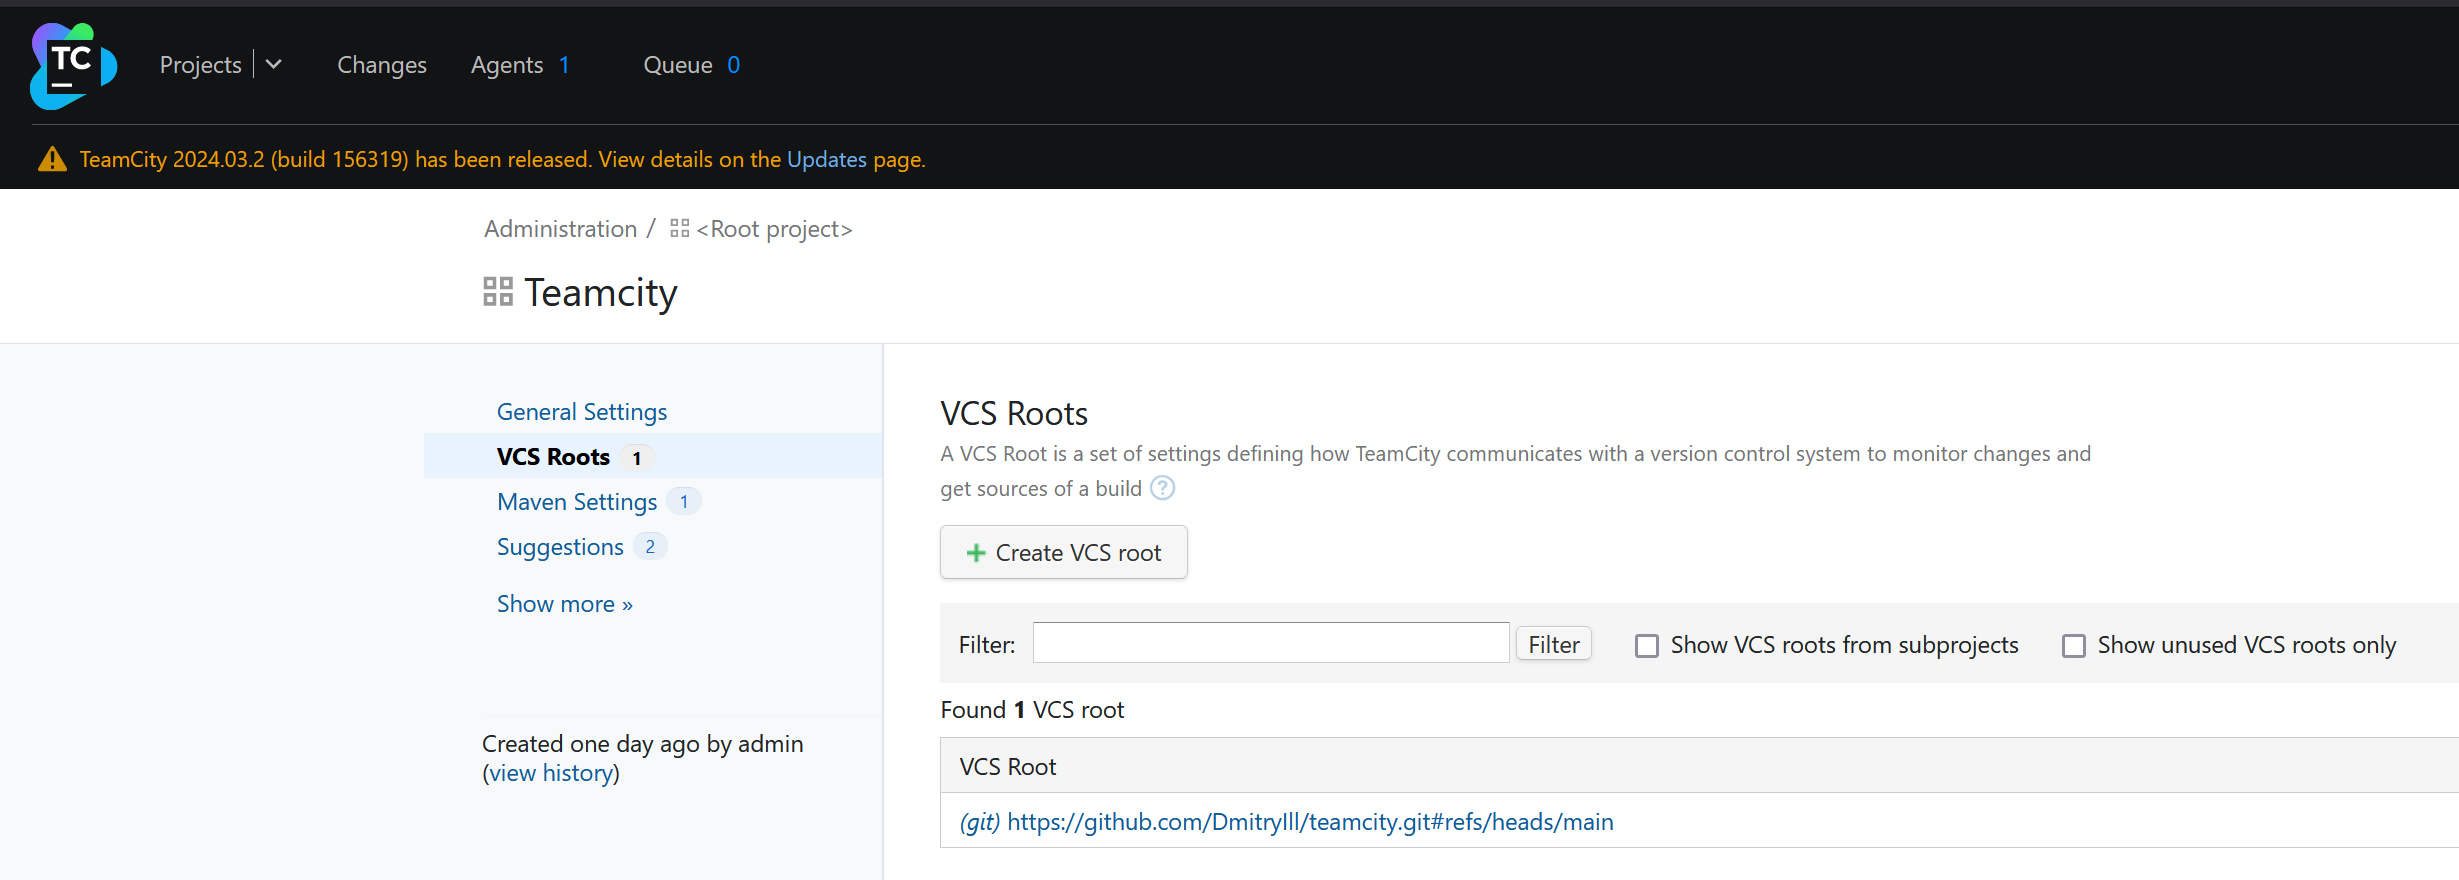 TC
Projects
Changes
Agents 1
Queue 0
TeamCity 2024.03.2 (build 156319) has been released. View details on the Updates page.
Administration / <Root project>
Teamcity
General Settings
VCS Roots 1
Maven Settings 1
Suggestions 2
Show more »
Created one day ago by admin
(view history)
VCS Roots
A VCS Root is a set of settings defining how TeamCity communicates with a version control system to monitor changes and
get sources of a build ?
+ Create VCS root
Filter: Filter Show VCS roots from subprojects Show unused VCS roots only
Found 1 VCS root
VCS Root
(git) https://github.com/DmitryIll/teamcity.git#refs/heads/main